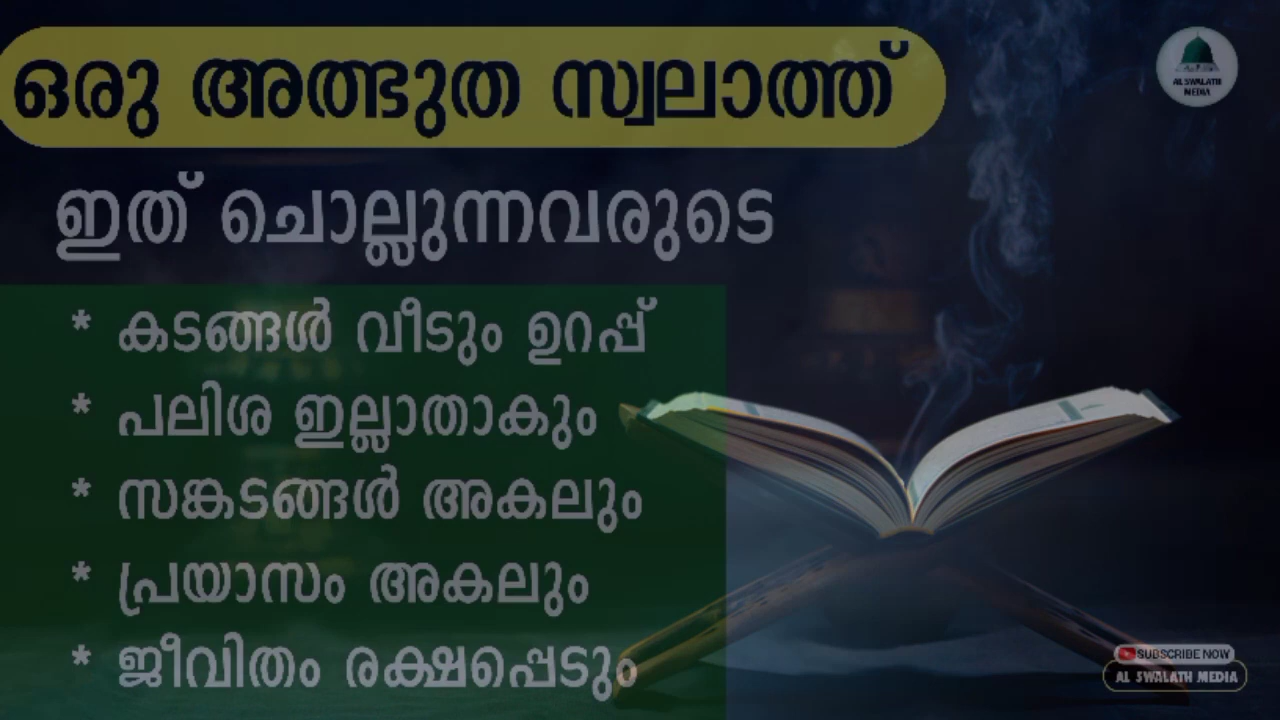 ഒരു അത്ഭുത സ്വലാത്ത്
AL SWALATH
MEDIA
ഇത് ചൊല്ലുന്നവരുടെ
* കടങ്ങൾ വീടും ഉറപ്പ്
* പലിശ ഇല്ലാതാകും
* സങ്കടങ്ങൾ അകലും
* പ്രയാസം അകലും
* ജീവിതം രക്ഷപ്പെടും
SUBSCRIBE NOW
AL SWALATH MEDIA